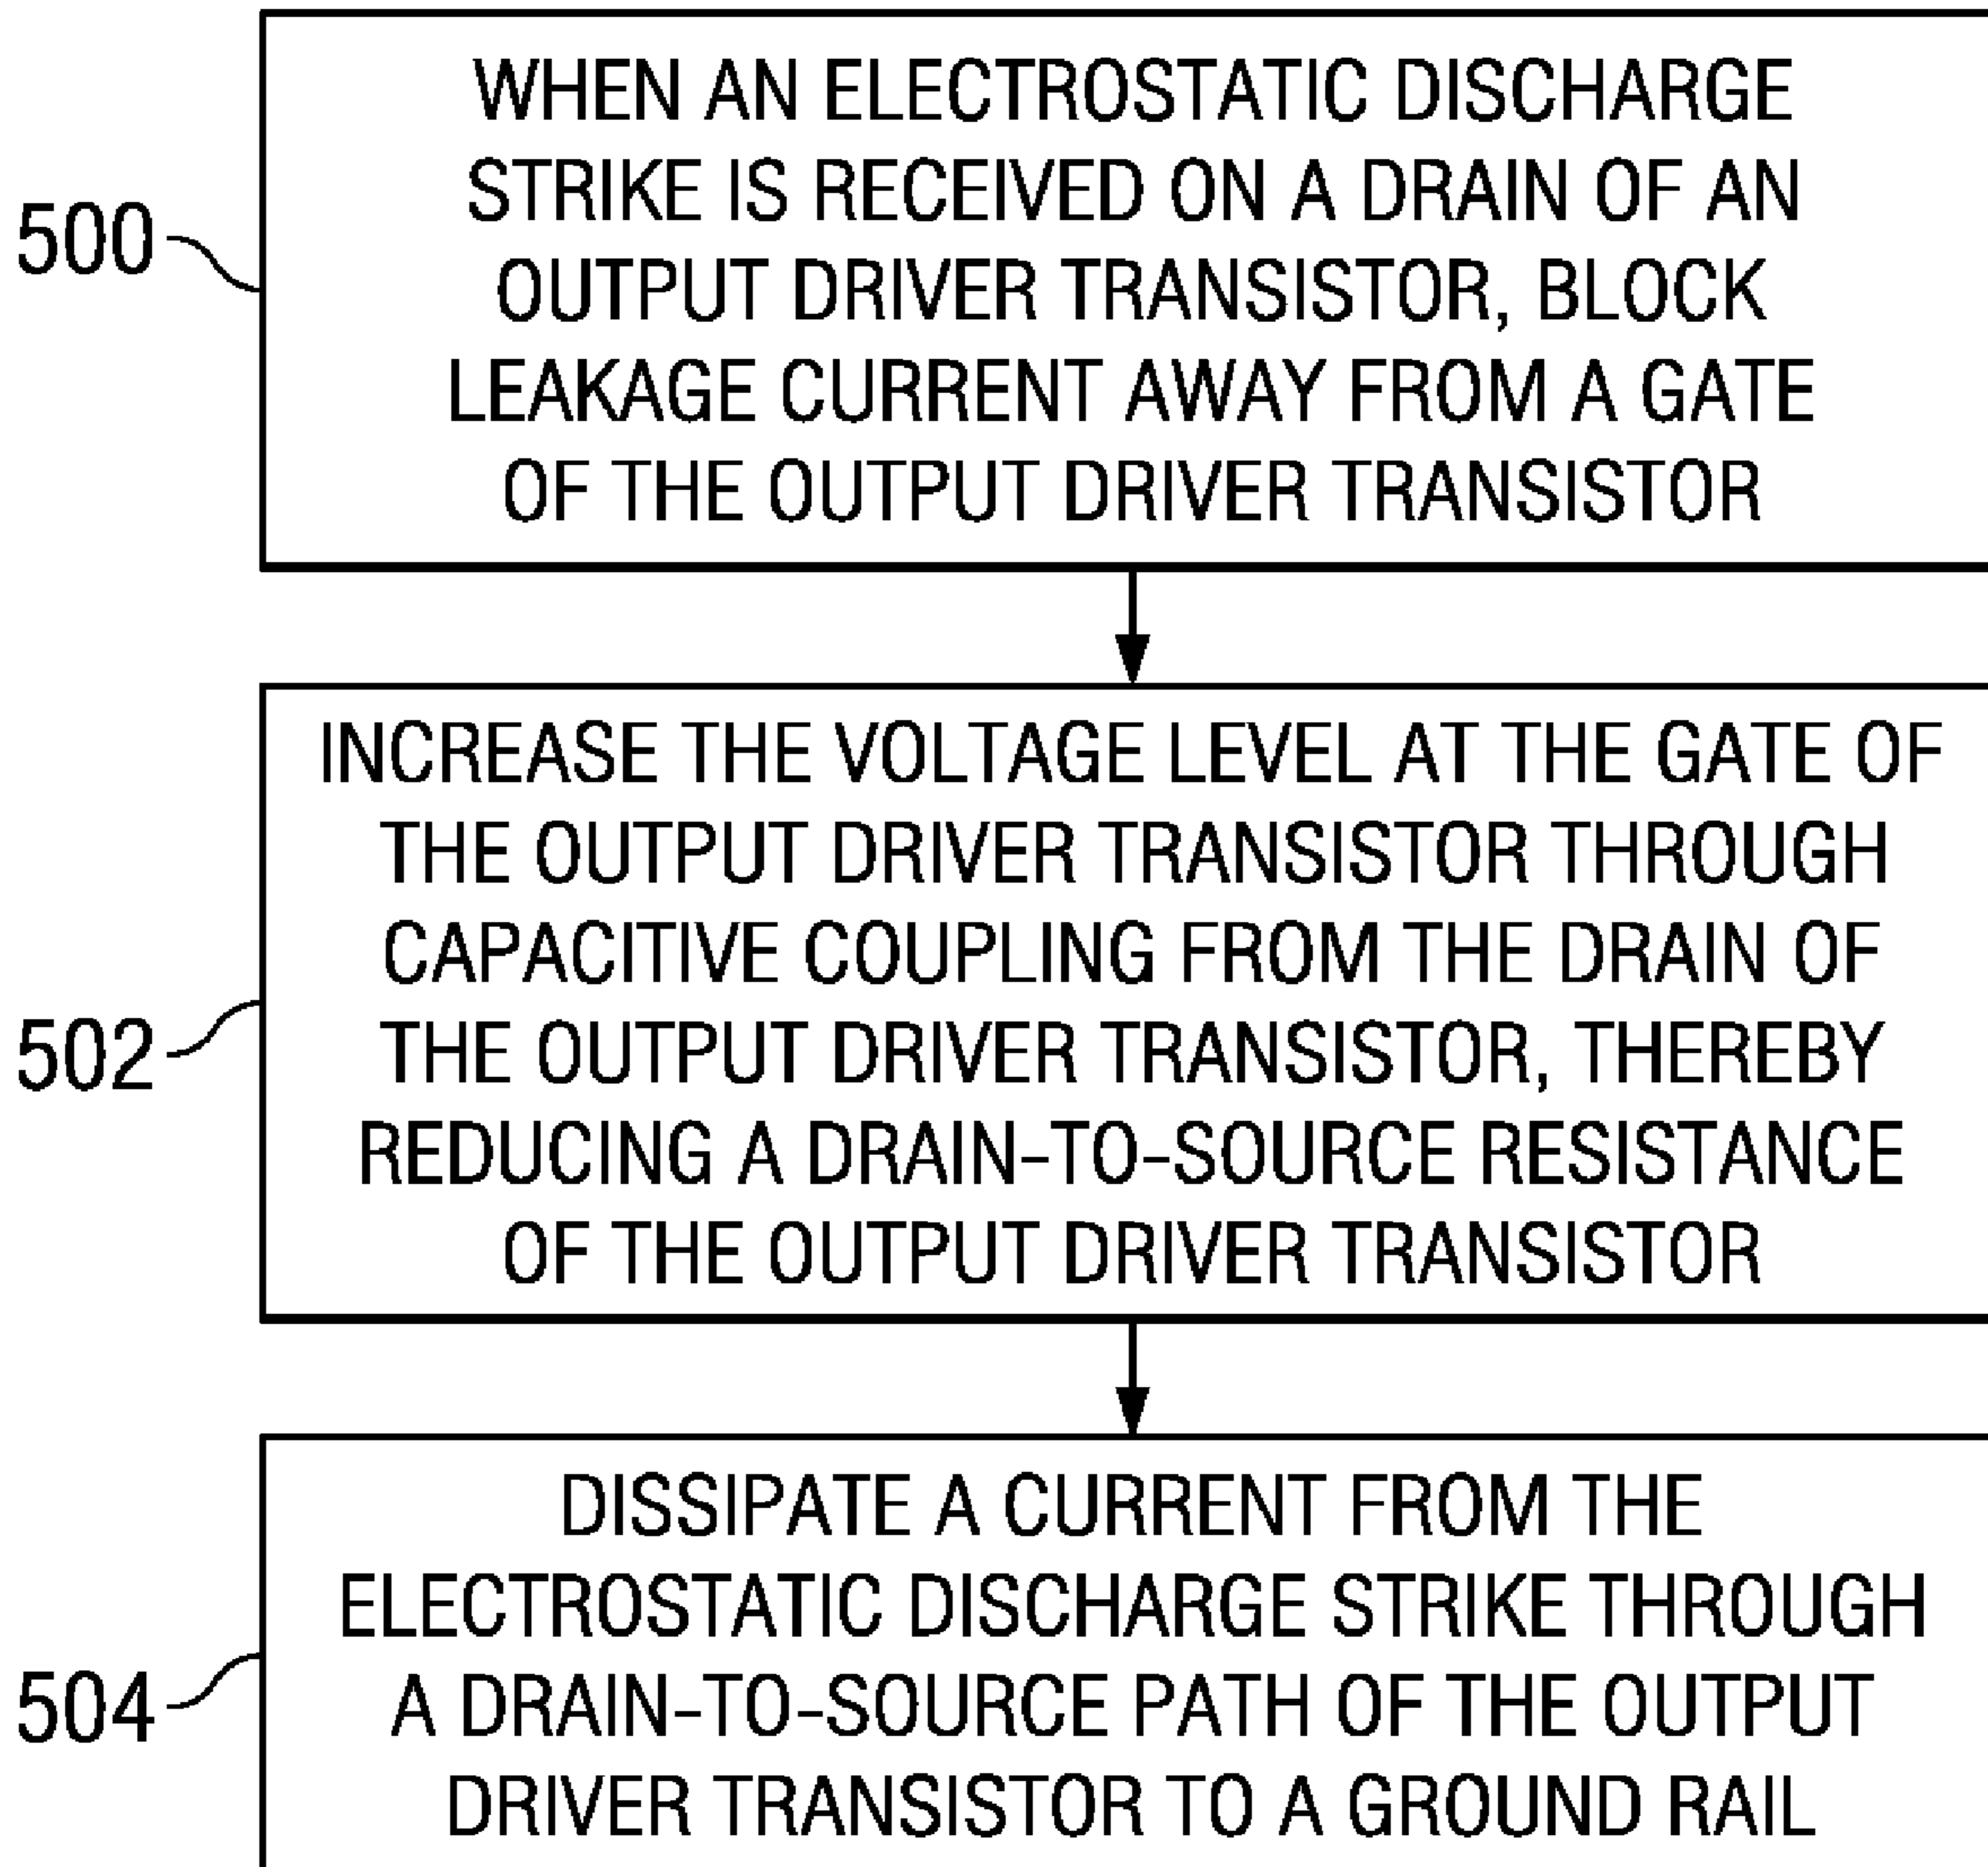 WHEN AN ELECTROSTATIC DISCHARGE
STRIKE IS RECEIVED ON A DRAIN OF AN
OUTPUT DRIVER TRANSISTOR, BLOCK
LEAKAGE CURRENT AWAY FROM A GATE
OF THE OUTPUT DRIVER TRANSISTOR
500
INCREASE THE VOLTAGE LEVEL AT THE GATE OF
THE OUTPUT DRIVER TRANSISTOR THROUGH
CAPACITIVE COUPLING FROM THE DRAIN OF
THE OUTPUT DRIVER TRANSISTOR, THEREBY
REDUCING A DRAIN-TO-SOURCE RESISTANCE
OF THE OUTPUT DRIVER TRANSISTOR
502
DISSIPATE A CURRENT FROM THE
ELECTROSTATIC DISCHARGE STRIKE THROUGH
A DRAIN-TO-SOURCE PATH OF THE OUTPUT
DRIVER TRANSISTOR TO A GROUND RAIL
504